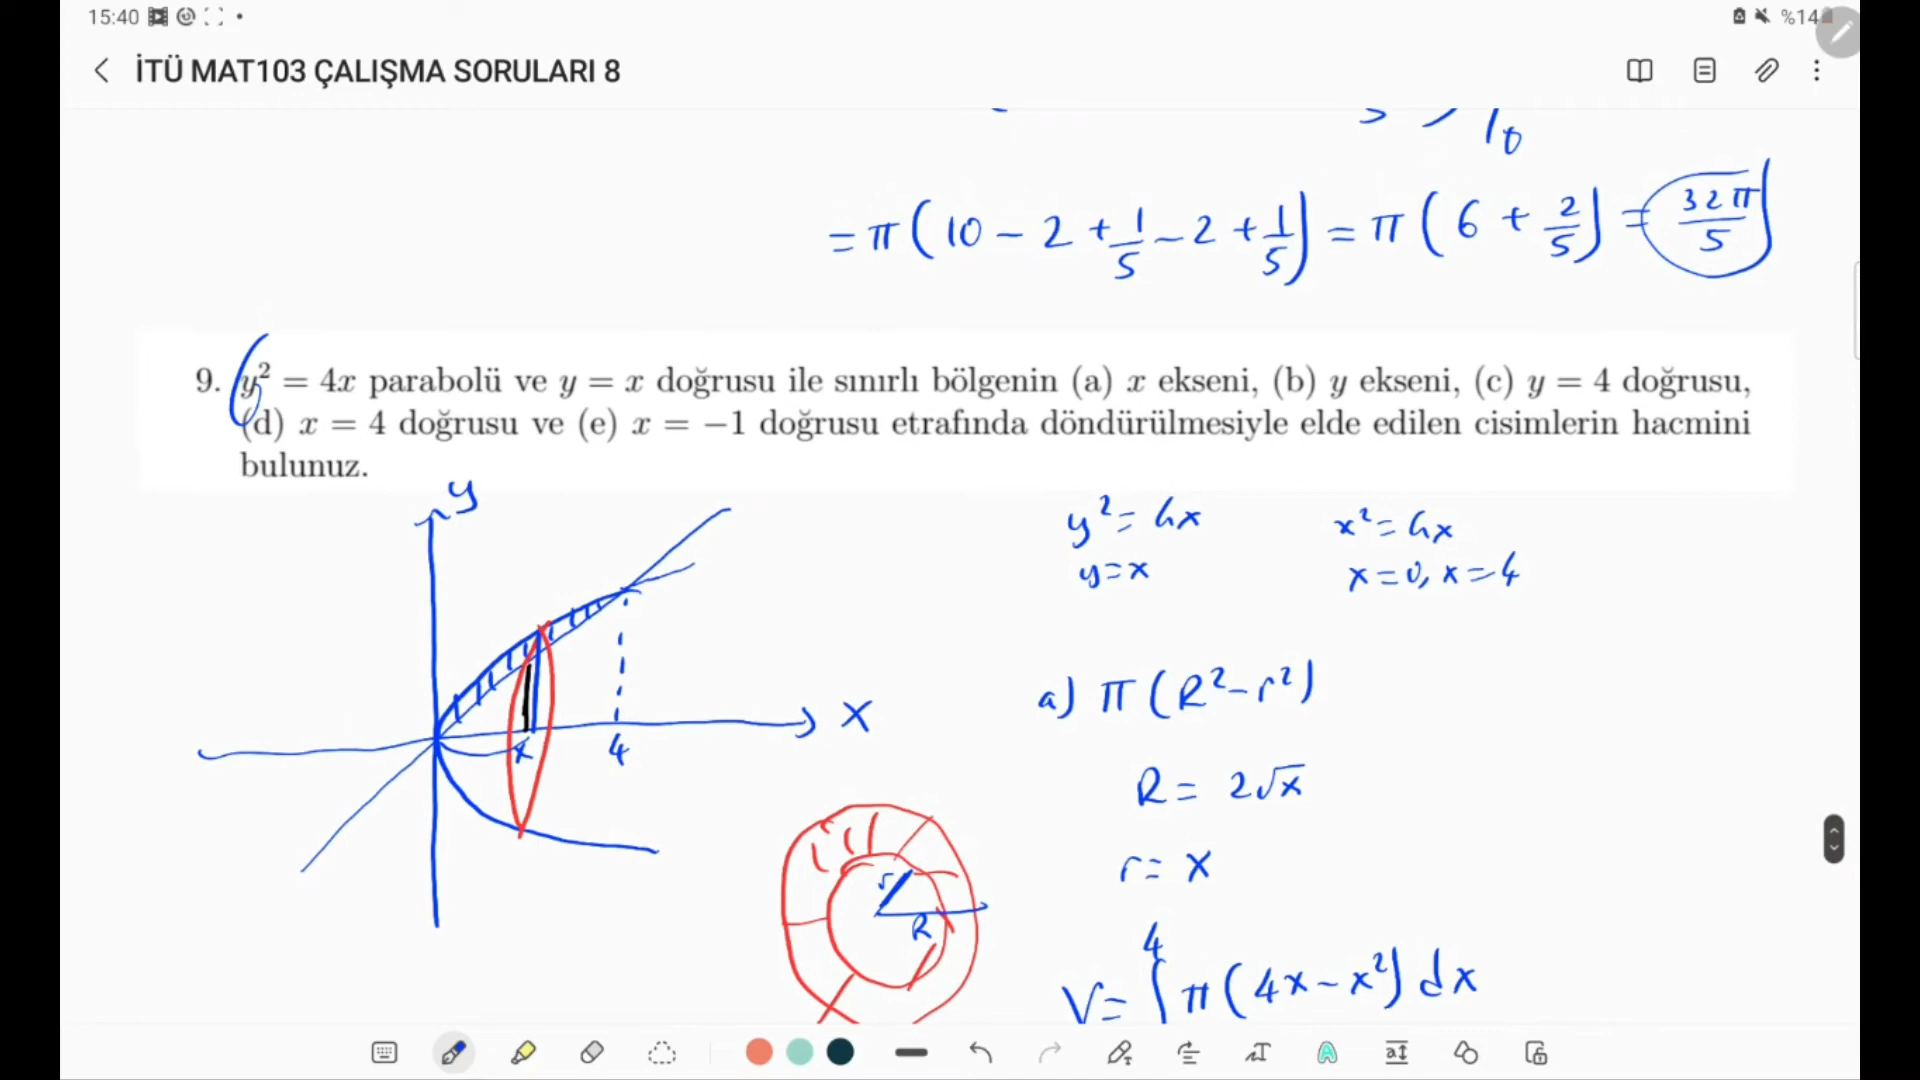 15:40
%14
İTÜ MAT103 ÇALIŞMA SORULARI 8
= π(10 − 2 + 1/5 − 2 + 1/5) = π(6 + 2/5) = 32π/5
9. y² = 4x parabolü ve y = x doğrusu ile sınırlı bölgenin (a) x ekseni, (b) y ekseni, (c) y = 4 doğrusu,
(d) x = 4 doğrusu ve (e) x = −1 doğrusu etrafında döndürülmesiyle elde edilen cisimlerin hacmini
bulunuz.
y
y² = 4x
x² = 4x
y = x
x = 0, x = 4
x
x
4
a) π(R² − r²)
R = 2√x
r
R
r = x
V = ∫ 4 π(4x − x²) dx